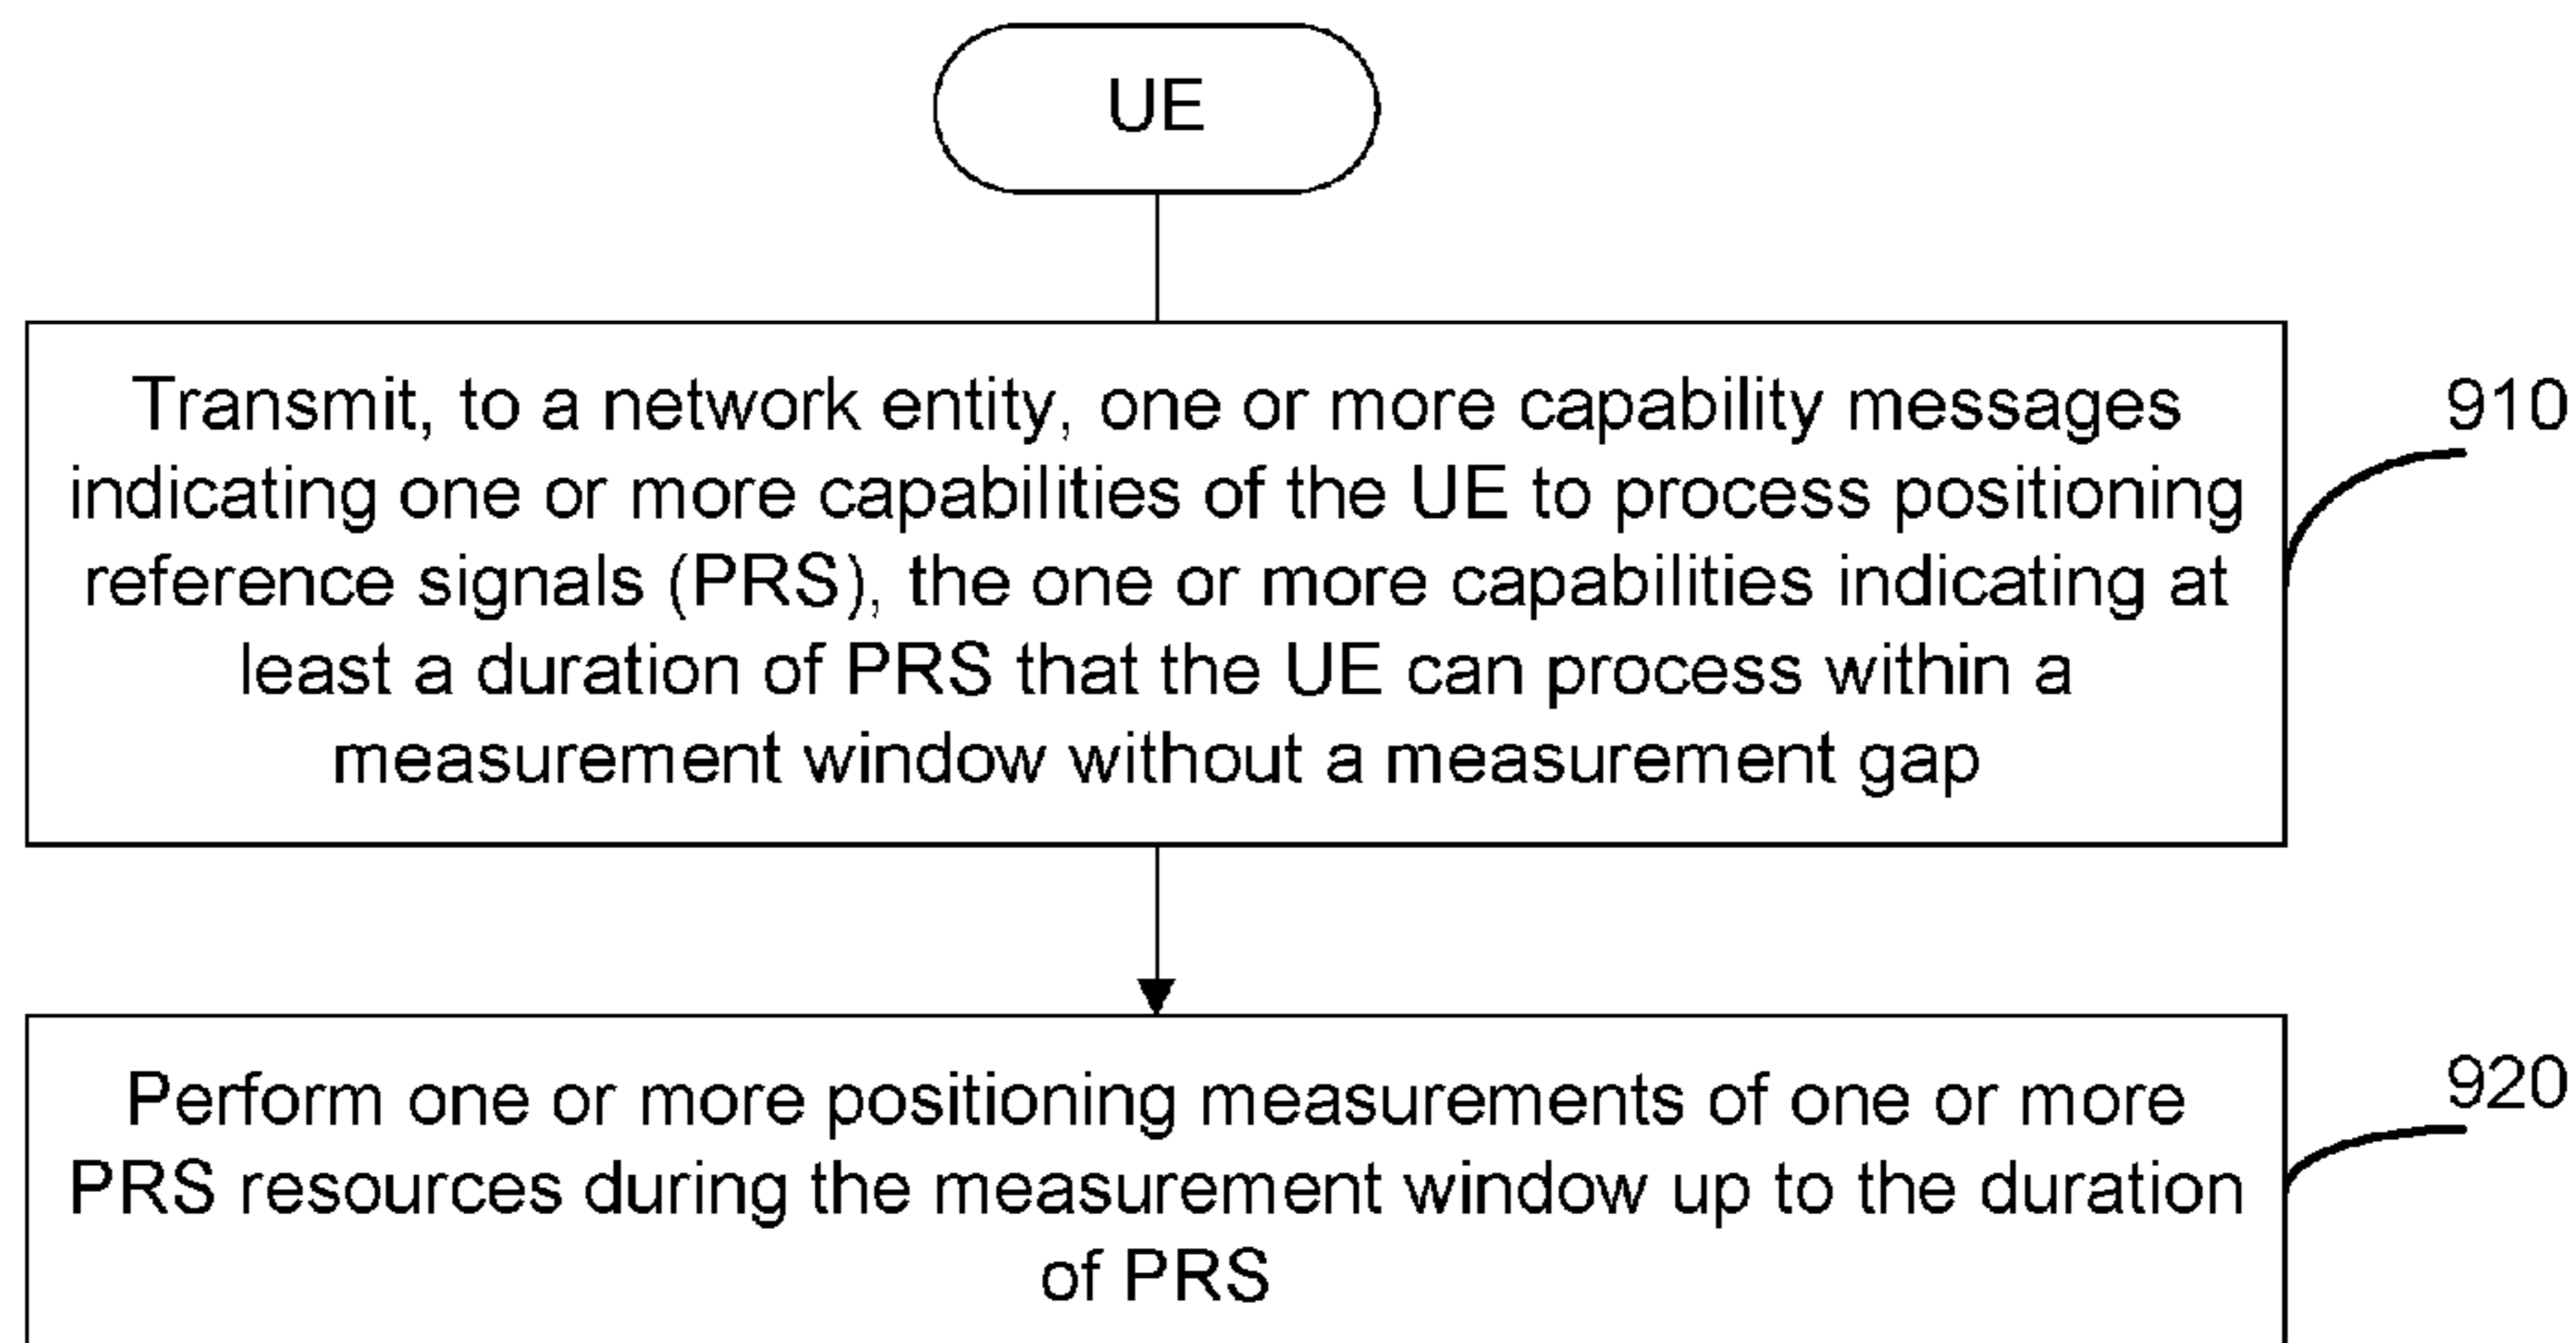 UE
Transmit, to a network entity, one or more capability messages
indicating one or more capabilities of the UE to process positioning
reference signals (PRS), the one or more capabilities indicating at
least a duration of PRS that the UE can process within a
measurement window without a measurement gap
910
Perform one or more positioning measurements of one or more
PRS resources during the measurement window up to the duration
of PRS
920